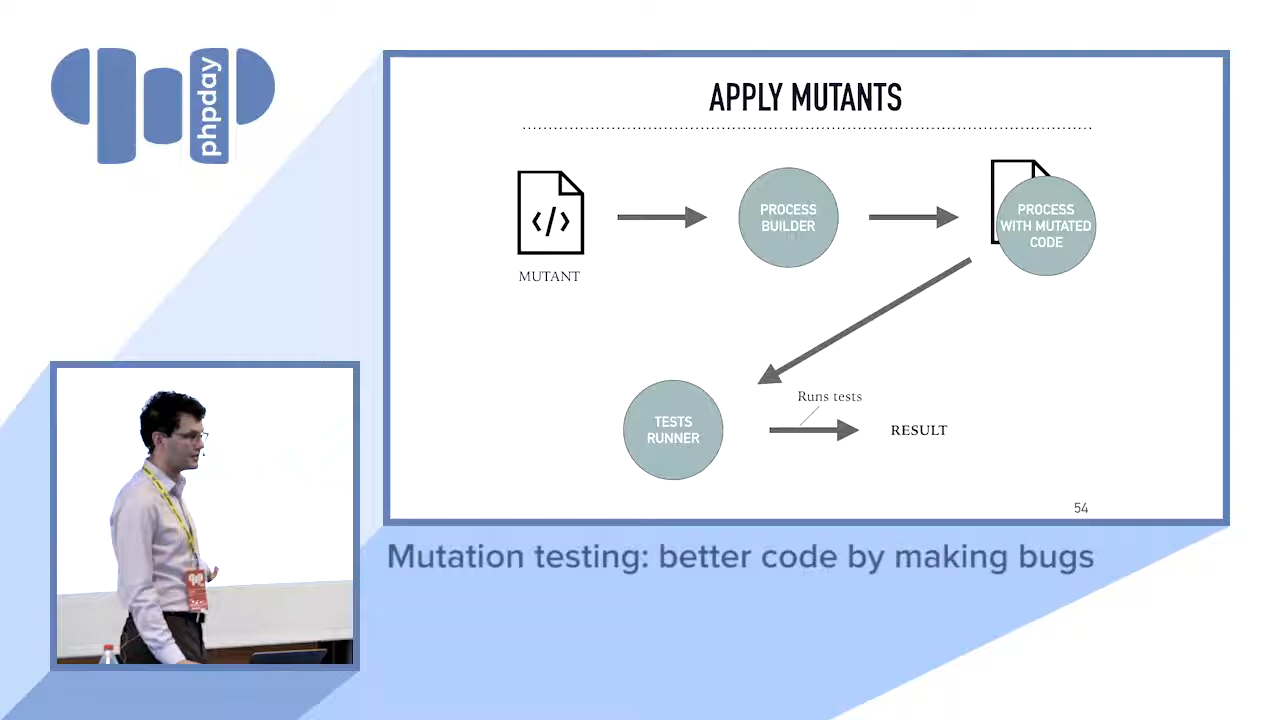 phpday
APPLY MUTANTS
</>
MUTANT
PROCESS
BUILDER
PROCESS
WITH MUTATED
CODE
Runs tests
TESTS
RUNNER
RESULT
54
Mutation testing: better code by making bugs